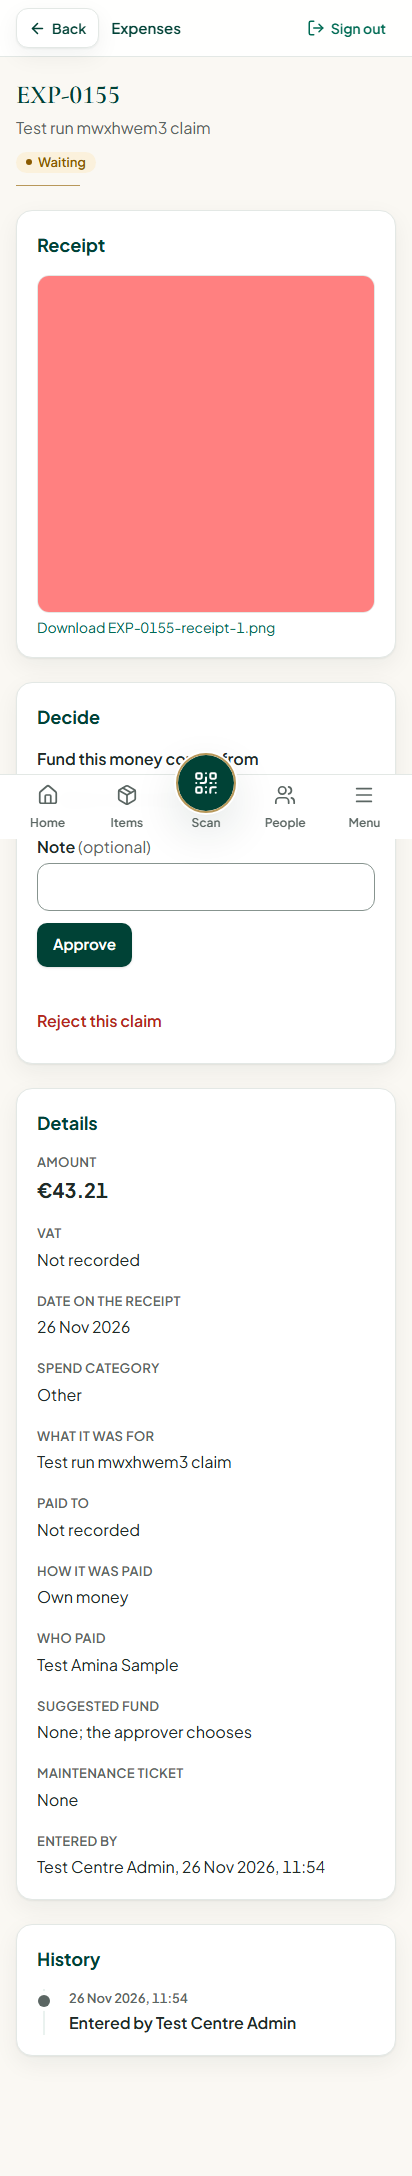 Back
Expenses
Sign out
EXP-0155
Test run mwxhwem3 claim
Waiting
Receipt
Download EXP-0155-receipt-1.png
Decide
Fund this money from
Home
Items
Scan
People
Menu
Note (optional)
Approve
Reject this claim
Details
AMOUNT
€43.21
VAT
Not recorded
DATE ON THE RECEIPT
26 Nov 2026
SPEND CATEGORY
Other
WHAT IT WAS FOR
Test run mwxhwem3 claim
PAID TO
Not recorded
HOW IT WAS PAID
Own money
WHO PAID
Test Amina Sample
SUGGESTED FUND
None; the approver chooses
MAINTENANCE TICKET
None
ENTERED BY
Test Centre Admin, 26 Nov 2026, 11:54
History
26 Nov 2026, 11:54
Entered by Test Centre Admin